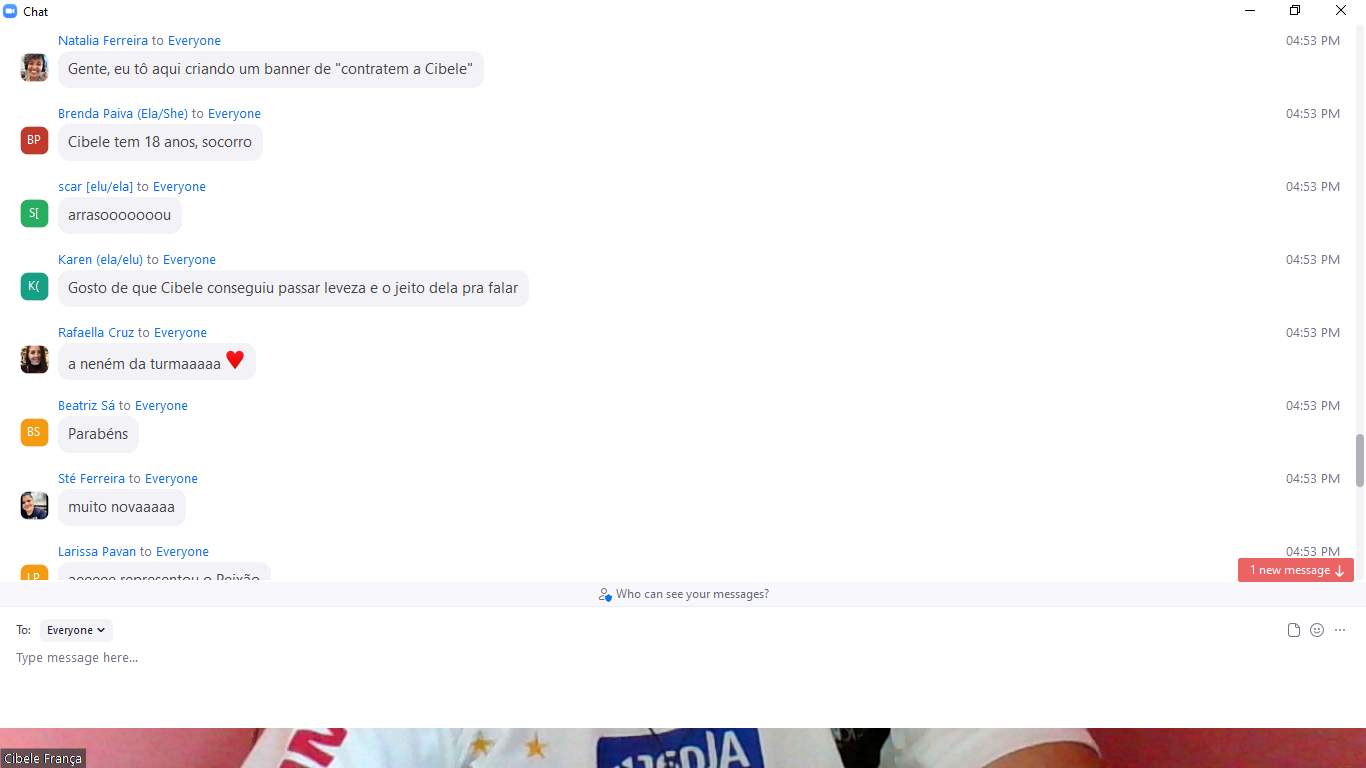 Chat
Natalia Ferreira to Everyone 04:53 PM
Gente, eu tô aqui criando um banner de "contratem a Cibele"
Brenda Paiva (Ela/She) to Everyone 04:53 PM
BP
Cibele tem 18 anos, socorro
scar [elu/ela] to Everyone 04:53 PM
S[
arrasooooooou
Karen (ela/elu) to Everyone 04:53 PM
K(
Gosto de que Cibele conseguiu passar leveza e o jeito dela pra falar
Rafaella Cruz to Everyone 04:53 PM
a neném da turmaaaaa ♥
Beatriz Sá to Everyone 04:53 PM
BS
Parabéns
Sté Ferreira to Everyone 04:53 PM
muito novaaaaa
Larissa Pavan to Everyone 04:53 PM
LP
aeeeee representou o Peixão
1 new message ↓
Who can see your messages?
To: Everyone
Type message here...
Cibele França